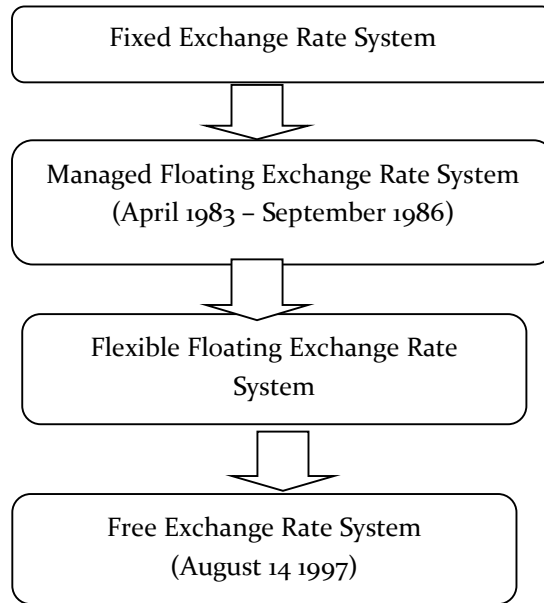 Fixed Exchange Rate System
Managed Floating Exchange Rate System
(April 1983 – September 1986)
Flexible Floating Exchange Rate
System
Free Exchange Rate System
(August 14 1997)